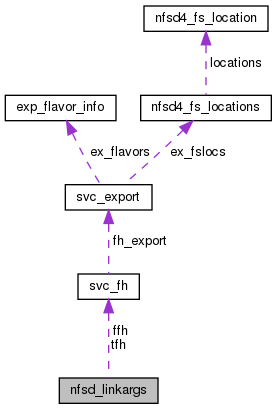 nfsd4_fs_location
locations
exp_flavor_info
nfsd4_fs_locations
ex_flavors
ex_fslocs
svc_export
fh_export
svc_fh
ffh
tfh
nfsd_linkargs